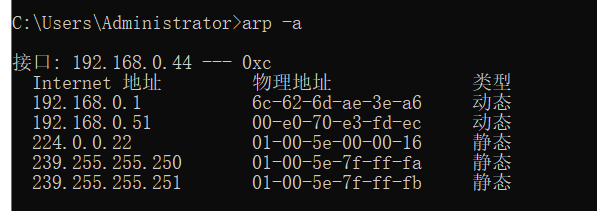 C:\Users\Administrator>arp -a
接口: 192.168.0.44 --- 0xc
Internet 地址 物理地址 类型
192.168.0.1 6c-62-6d-ae-3e-a6 动态
192.168.0.51 00-e0-70-e3-fd-ec 动态
224.0.0.22 01-00-5e-00-00-16 静态
239.255.255.250 01-00-5e-7f-ff-fa 静态
239.255.255.251 01-00-5e-7f-ff-fb 静态